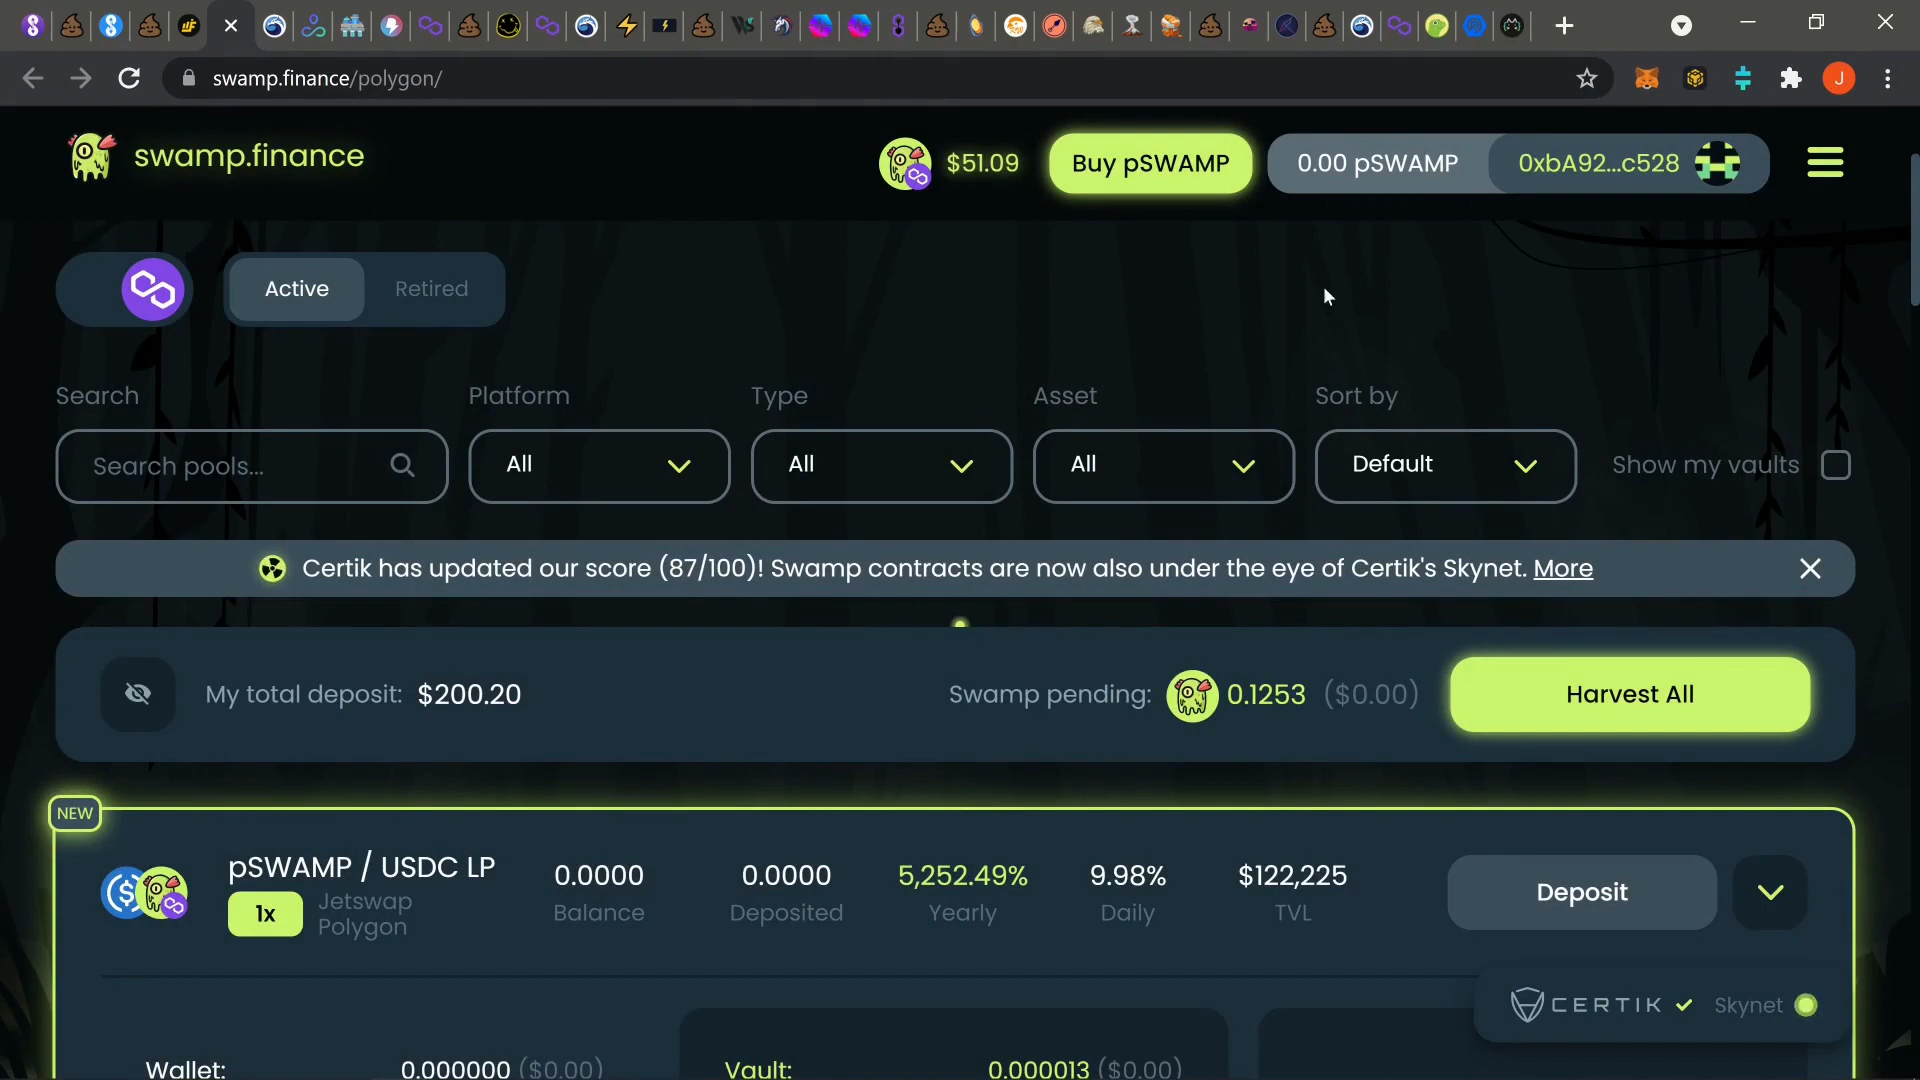 swamp.finance/polygon/
J
swamp.finance
$51.09
Buy pSWAMP
0.00 pSWAMP
0xbA92...c528
Active
Retired
Search
Platform
Type
Asset
Sort by
Search pools...
All
All
All
Default
Show my vaults
Certik has updated our score (87/100)! Swamp contracts are now also under the eye of Certik's Skynet. More
My total deposit: $200.20
Swamp pending: 0.1253 ($0.00)
Harvest All
NEW
pSWAMP / USDC LP
1x
Jetswap
Polygon
0.0000
Balance
0.0000
Deposited
5,252.49%
Yearly
9.98%
Daily
$122,225
TVL
Deposit
CERTIK
Skynet
Wallet: 0.000000 ($0.00)
Vault: 0.000013 ($0.00)